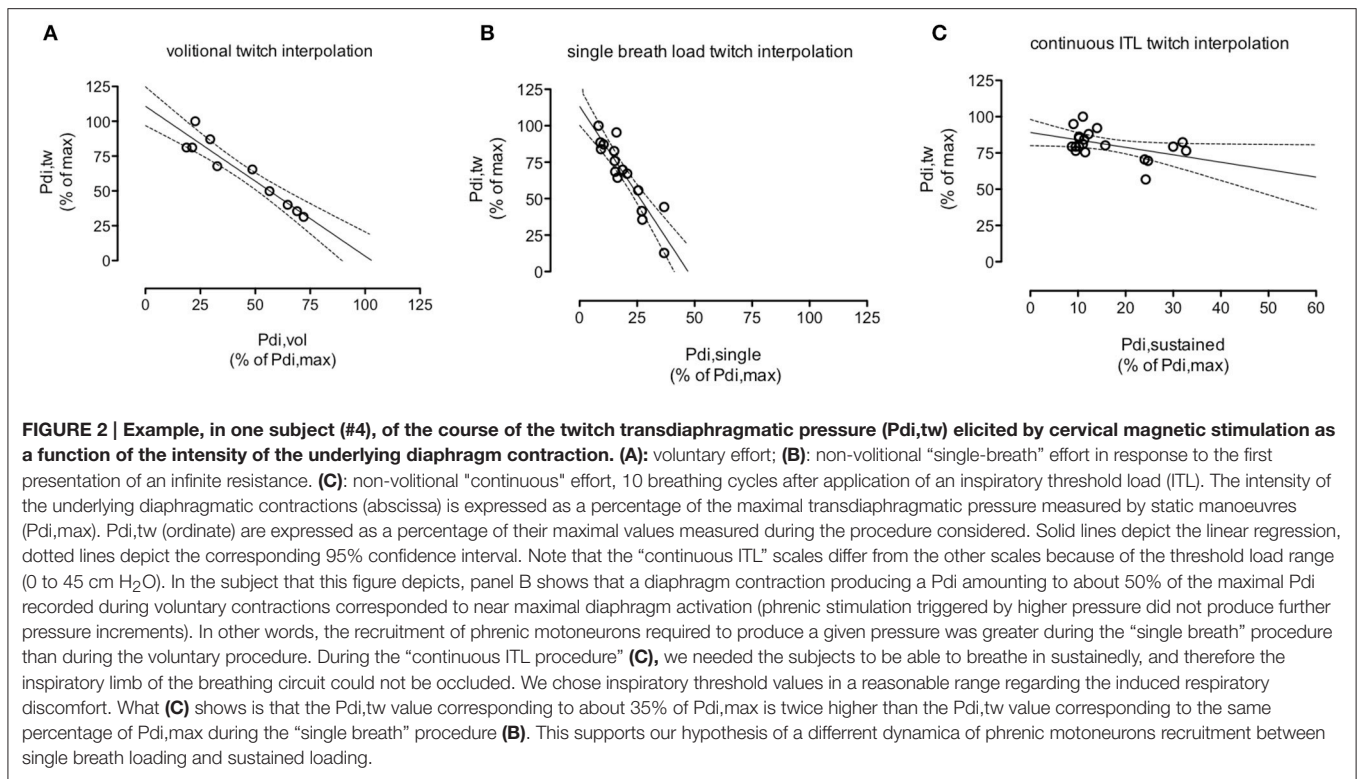 A
volitional twitch interpolation
Pdi,tw
(% of max)
125
100
75
50
25
0
0 25 50 75 100 125
Pdi,vol
(% of Pdi,max)
B
single breath load twitch interpolation
Pdi,tw
(% of max)
125
100
75
50
25
0
0 25 50 75 100 125
Pdi,single
(% of Pdi,max)
C
continuous ITL twitch interpolation
Pdi,tw
(% of max)
125
100
75
50
25
0
0 10 20 30 40 50 60
Pdi,sustained
(% of Pdi,max)
FIGURE 2 | Example, in one subject (#4), of the course of the twitch transdiaphragmatic pressure (Pdi,tw) elicited by cervical magnetic stimulation as
a function of the intensity of the underlying diaphragm contraction. (A): voluntary effort; (B): non-volitional “single-breath” effort in response to the first
presentation of an infinite resistance. (C): non-volitional "continuous" effort, 10 breathing cycles after application of an inspiratory threshold load (ITL). The intensity of
the underlying diaphragmatic contractions (abscissa) is expressed as a percentage of the maximal transdiaphragmatic pressure measured by static manoeuvres
(Pdi,max). Pdi,tw (ordinate) are expressed as a percentage of their maximal values measured during the procedure considered. Solid lines depict the linear regression,
dotted lines depict the corresponding 95% confidence interval. Note that the “continuous ITL” scales differ from the other scales because of the threshold load range
(0 to 45 cm H₂O). In the subject that this figure depicts, panel B shows that a diaphragm contraction producing a Pdi amounting to about 50% of the maximal Pdi
recorded during voluntary contractions corresponded to near maximal diaphragm activation (phrenic stimulation triggered by higher pressure did not produce further
pressure increments). In other words, the recruitment of phrenic motoneurons required to produce a given pressure was greater during the “single breath” procedure
than during the voluntary procedure. During the “continuous ITL procedure” (C), we needed the subjects to be able to breathe in sustainedly, and therefore the
inspiratory limb of the breathing circuit could not be occluded. We chose inspiratory threshold values in a reasonable range regarding the induced respiratory
discomfort. What (C) shows is that the Pdi,tw value corresponding to about 35% of Pdi,max is twice higher than the Pdi,tw value corresponding to the same
percentage of Pdi,max during the “single breath” procedure (B). This supports our hypothesis of a different dynamica of phrenic motoneurons recruitment between
single breath loading and sustained loading.